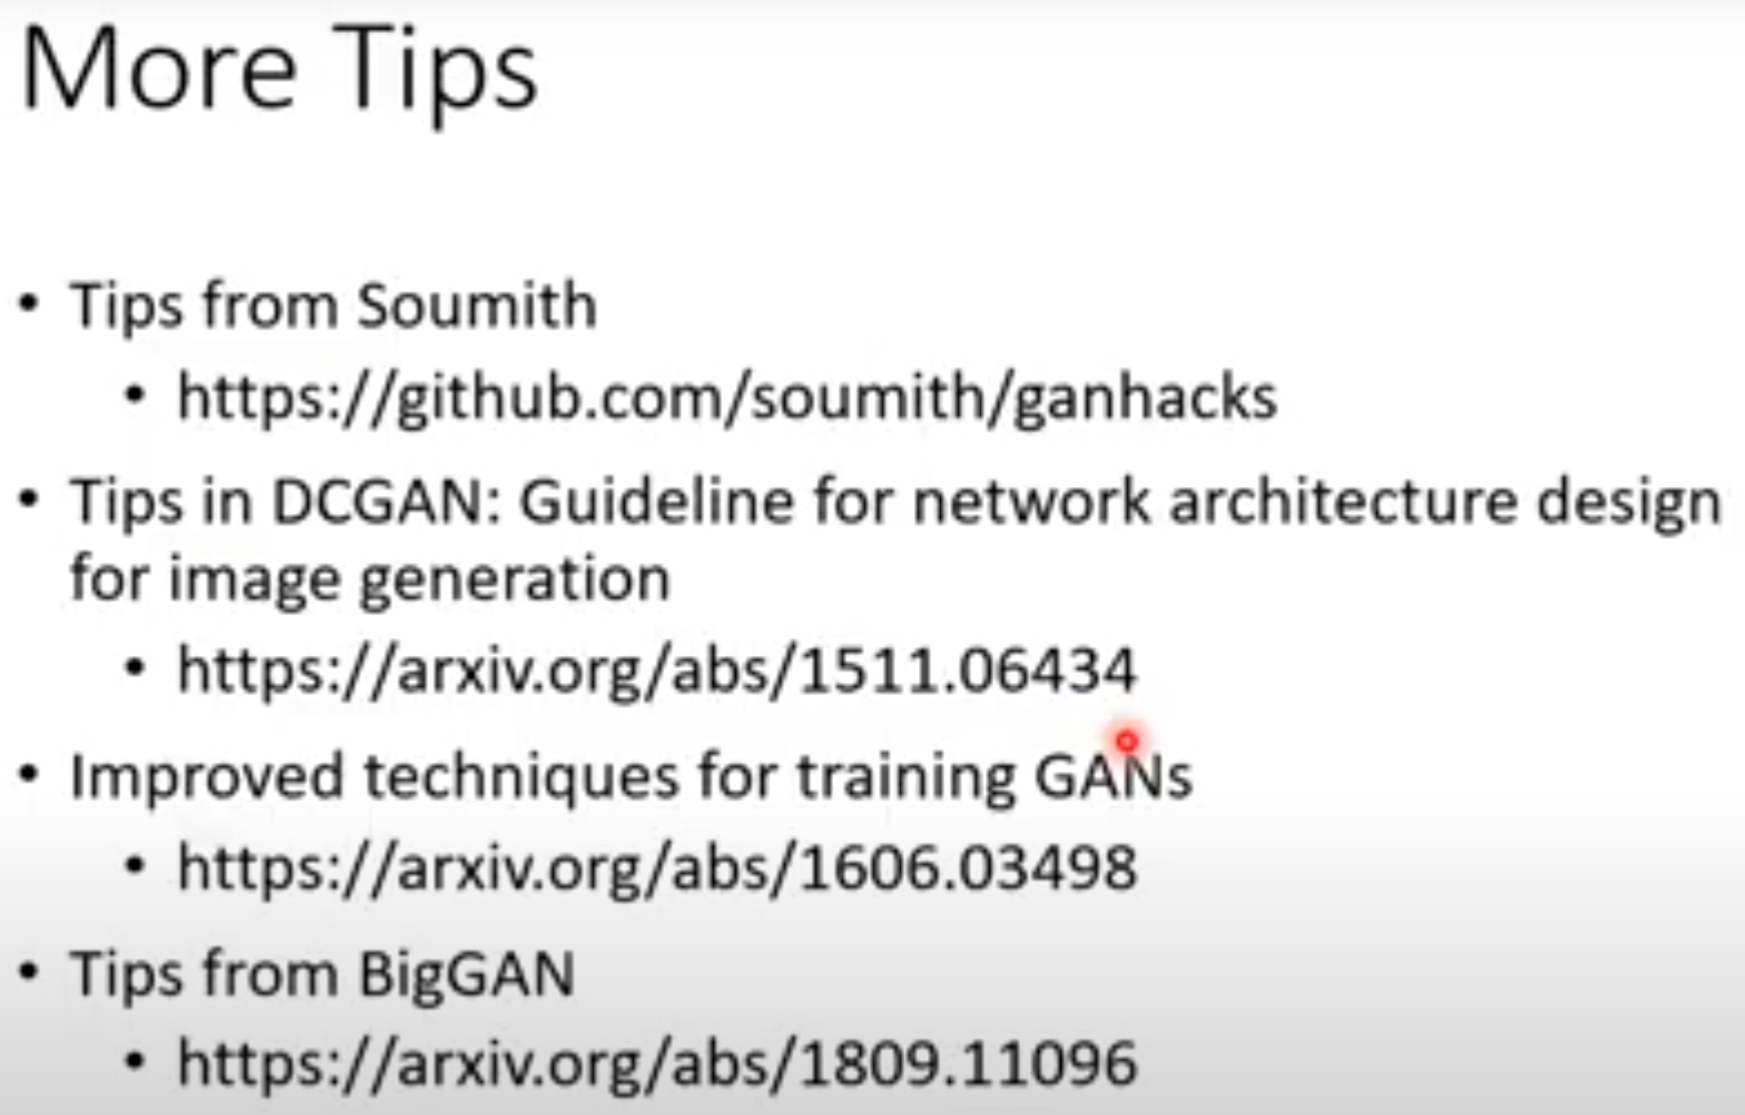 More Tips
• Tips from Soumith
• https://github.com/soumith/ganhacks
• Tips in DCGAN: Guideline for network architecture design
for image generation
• https://arxiv.org/abs/1511.06434
• Improved techniques for training GANs
• https://arxiv.org/abs/1606.03498
• Tips from BigGAN
• https://arxiv.org/abs/1809.11096